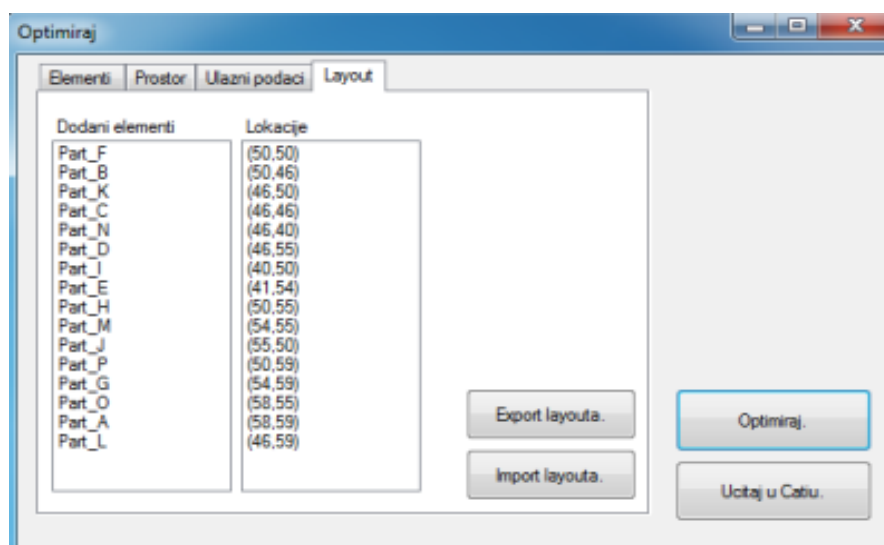 Optimiraj
Elementi Prostor Ulazni podaci Layout
Dodani elementi Lokacije
Part_F (50,50)
Part_B (50,46)
Part_K (46,50)
Part_C (46,46)
Part_N (46,40)
Part_D (46,55)
Part_I (40,50)
Part_E (41,54)
Part_H (50,55)
Part_M (54,55)
Part_J (55,50)
Part_P (50,59)
Part_G (54,59)
Part_O (58,55)
Part_A (58,59)
Part_L (46,59)
Export layouta.
Import layouta.
Optimiraj.
Ucitaj u Catiu.